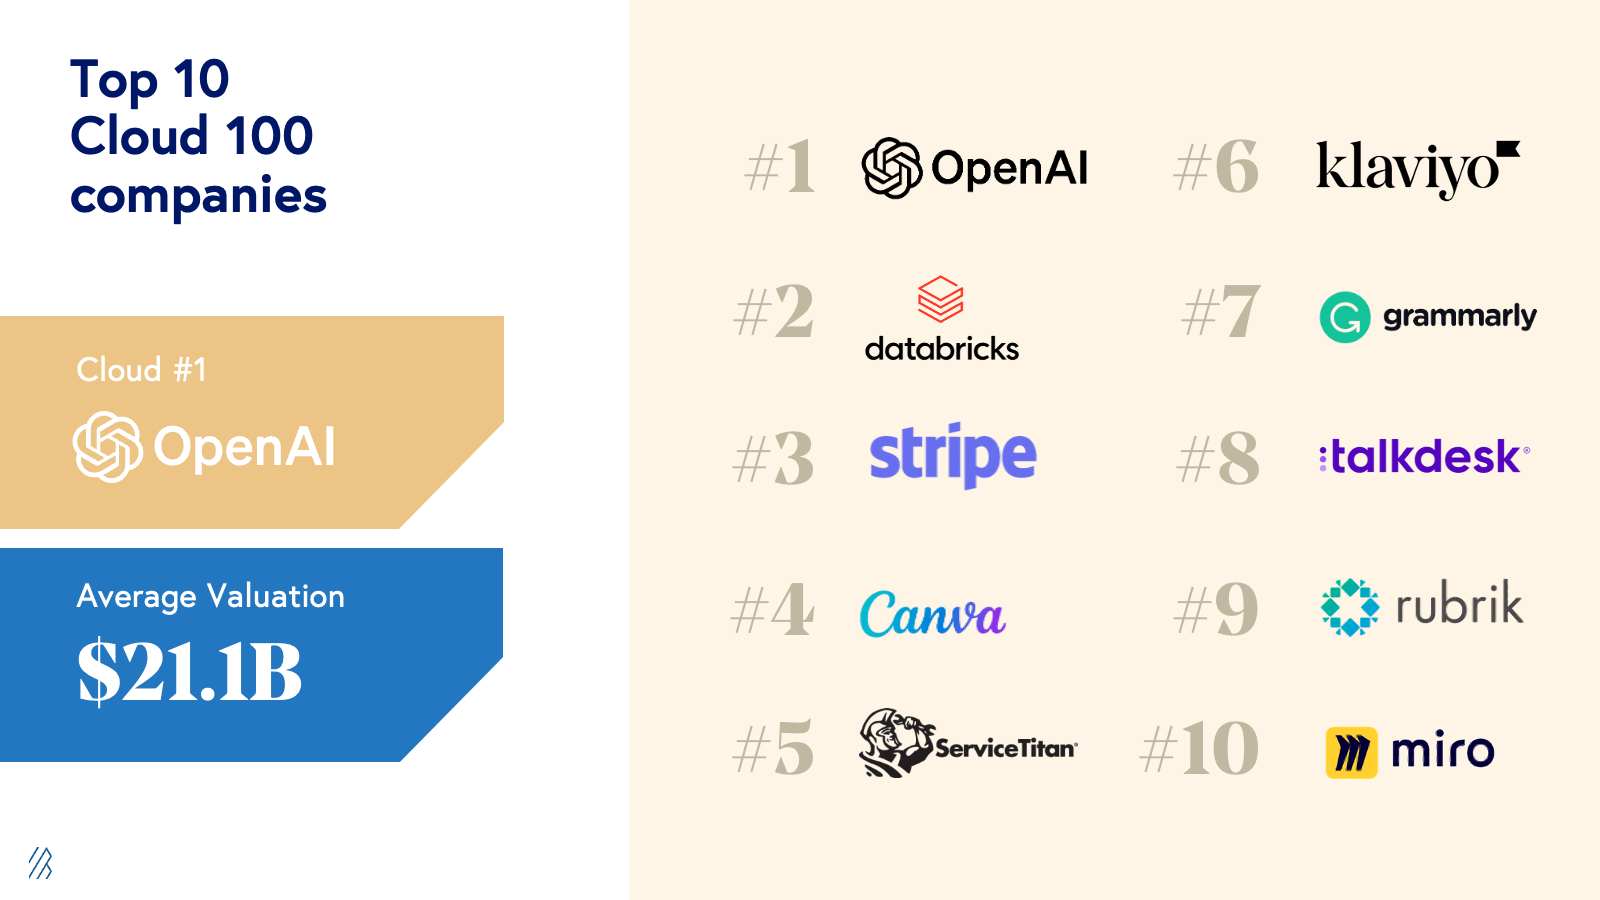 Top 10
Cloud 100
companies
Cloud #1
OpenAI
Average Valuation
$21.1B
#1 OpenAI
#2 databricks
#3 stripe
#4 Canva
#5 ServiceTitan®
#6 klaviyo
#7 grammarly
#8 talkdesk®
#9 rubrik
#10 miro